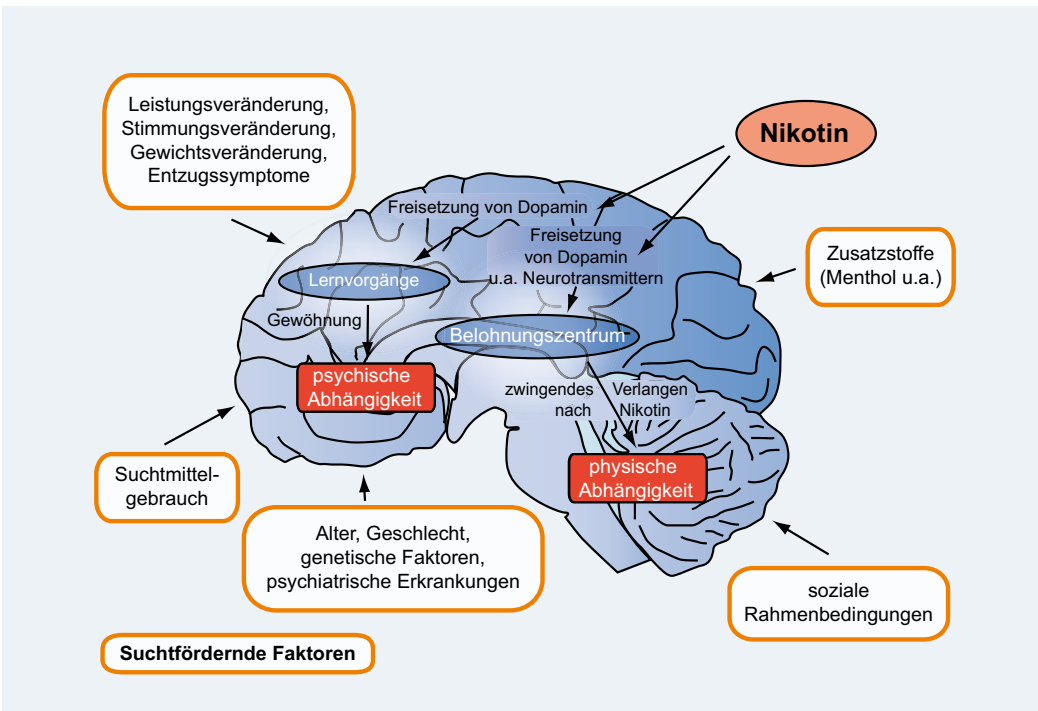 Leistungsveränderung,
Stimmungsveränderung,
Gewichtsveränderung,
Entzugssymptome
Nikotin
Freisetzung von Dopamin
Freisetzung
von Dopamin
u.a. Neurotransmittern
Zusatzstoffe
(Menthol u.a.)
Lernvorgänge
Gewöhnung
Belohnungszentrum
psychische
Abhängigkeit
zwingendes Verlangen
nach Nikotin
Suchtmittel-
gebrauch
physische
Abhängigkeit
Alter, Geschlecht,
genetische Faktoren,
psychiatrische Erkrankungen
soziale
Rahmenbedingungen
Suchtfördernde Faktoren